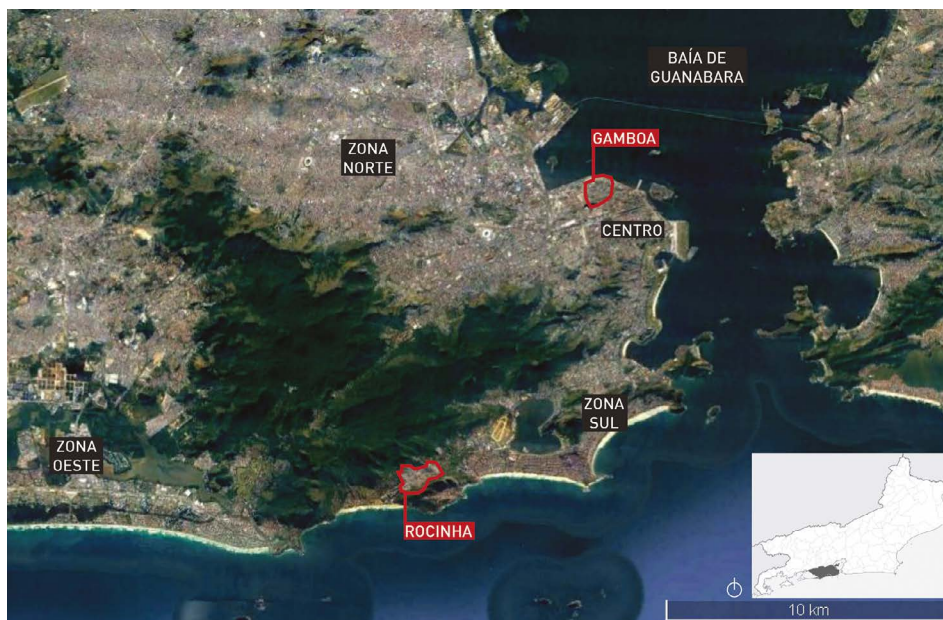 BAÍA DE
GUANABARA
GAMBOA
ZONA
NORTE
CENTRO
ZONA
SUL
ZONA
OESTE
ROCINHA
10 km